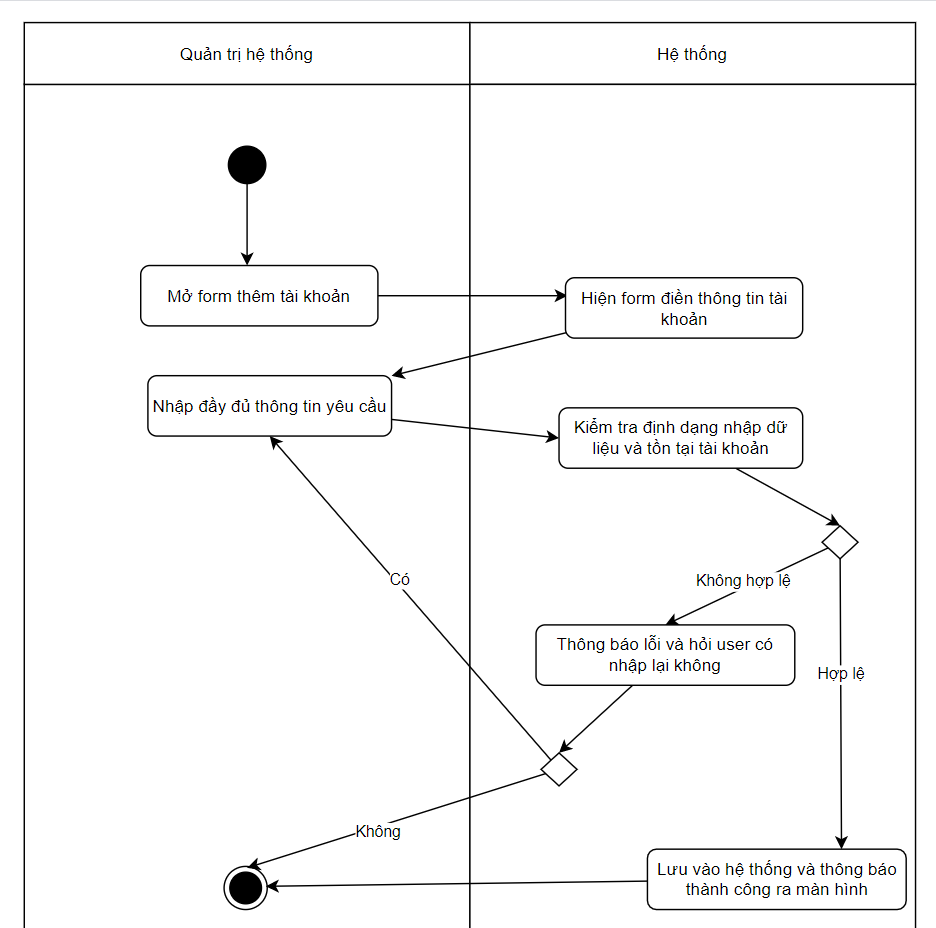 Quản trị hệ thống
Hệ thống
Mở form thêm tài khoản
Hiện form điền thông tin tài
khoản
Nhập đầy đủ thông tin yêu cầu
Kiểm tra định dạng nhập dữ
liệu và tồn tại tài khoản
Có
Không hợp lệ
Thông báo lỗi và hỏi user có
nhập lại không
Hợp lệ
Không
Lưu vào hệ thống và thông báo
thành công ra màn hình